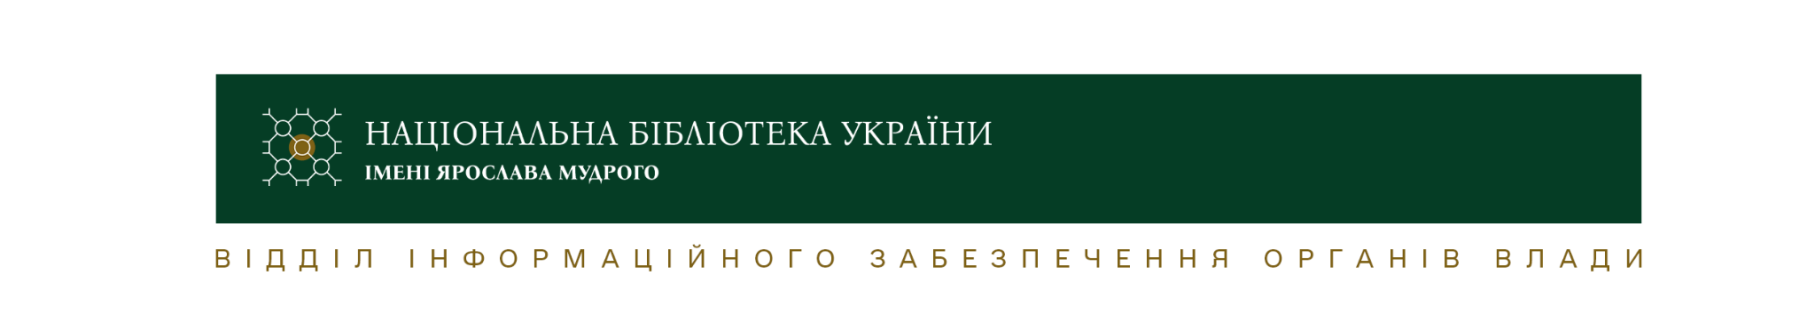 НАЦІОНАЛЬНА БІБЛІОТЕКА УКРАЇНИ
ІМЕНІ ЯРОСЛАВА МУДРОГО
ВІДДІЛ ІНФОРМАЦІЙНОГО ЗАБЕЗПЕЧЕННЯ ОРГАНІВ ВЛАДИ